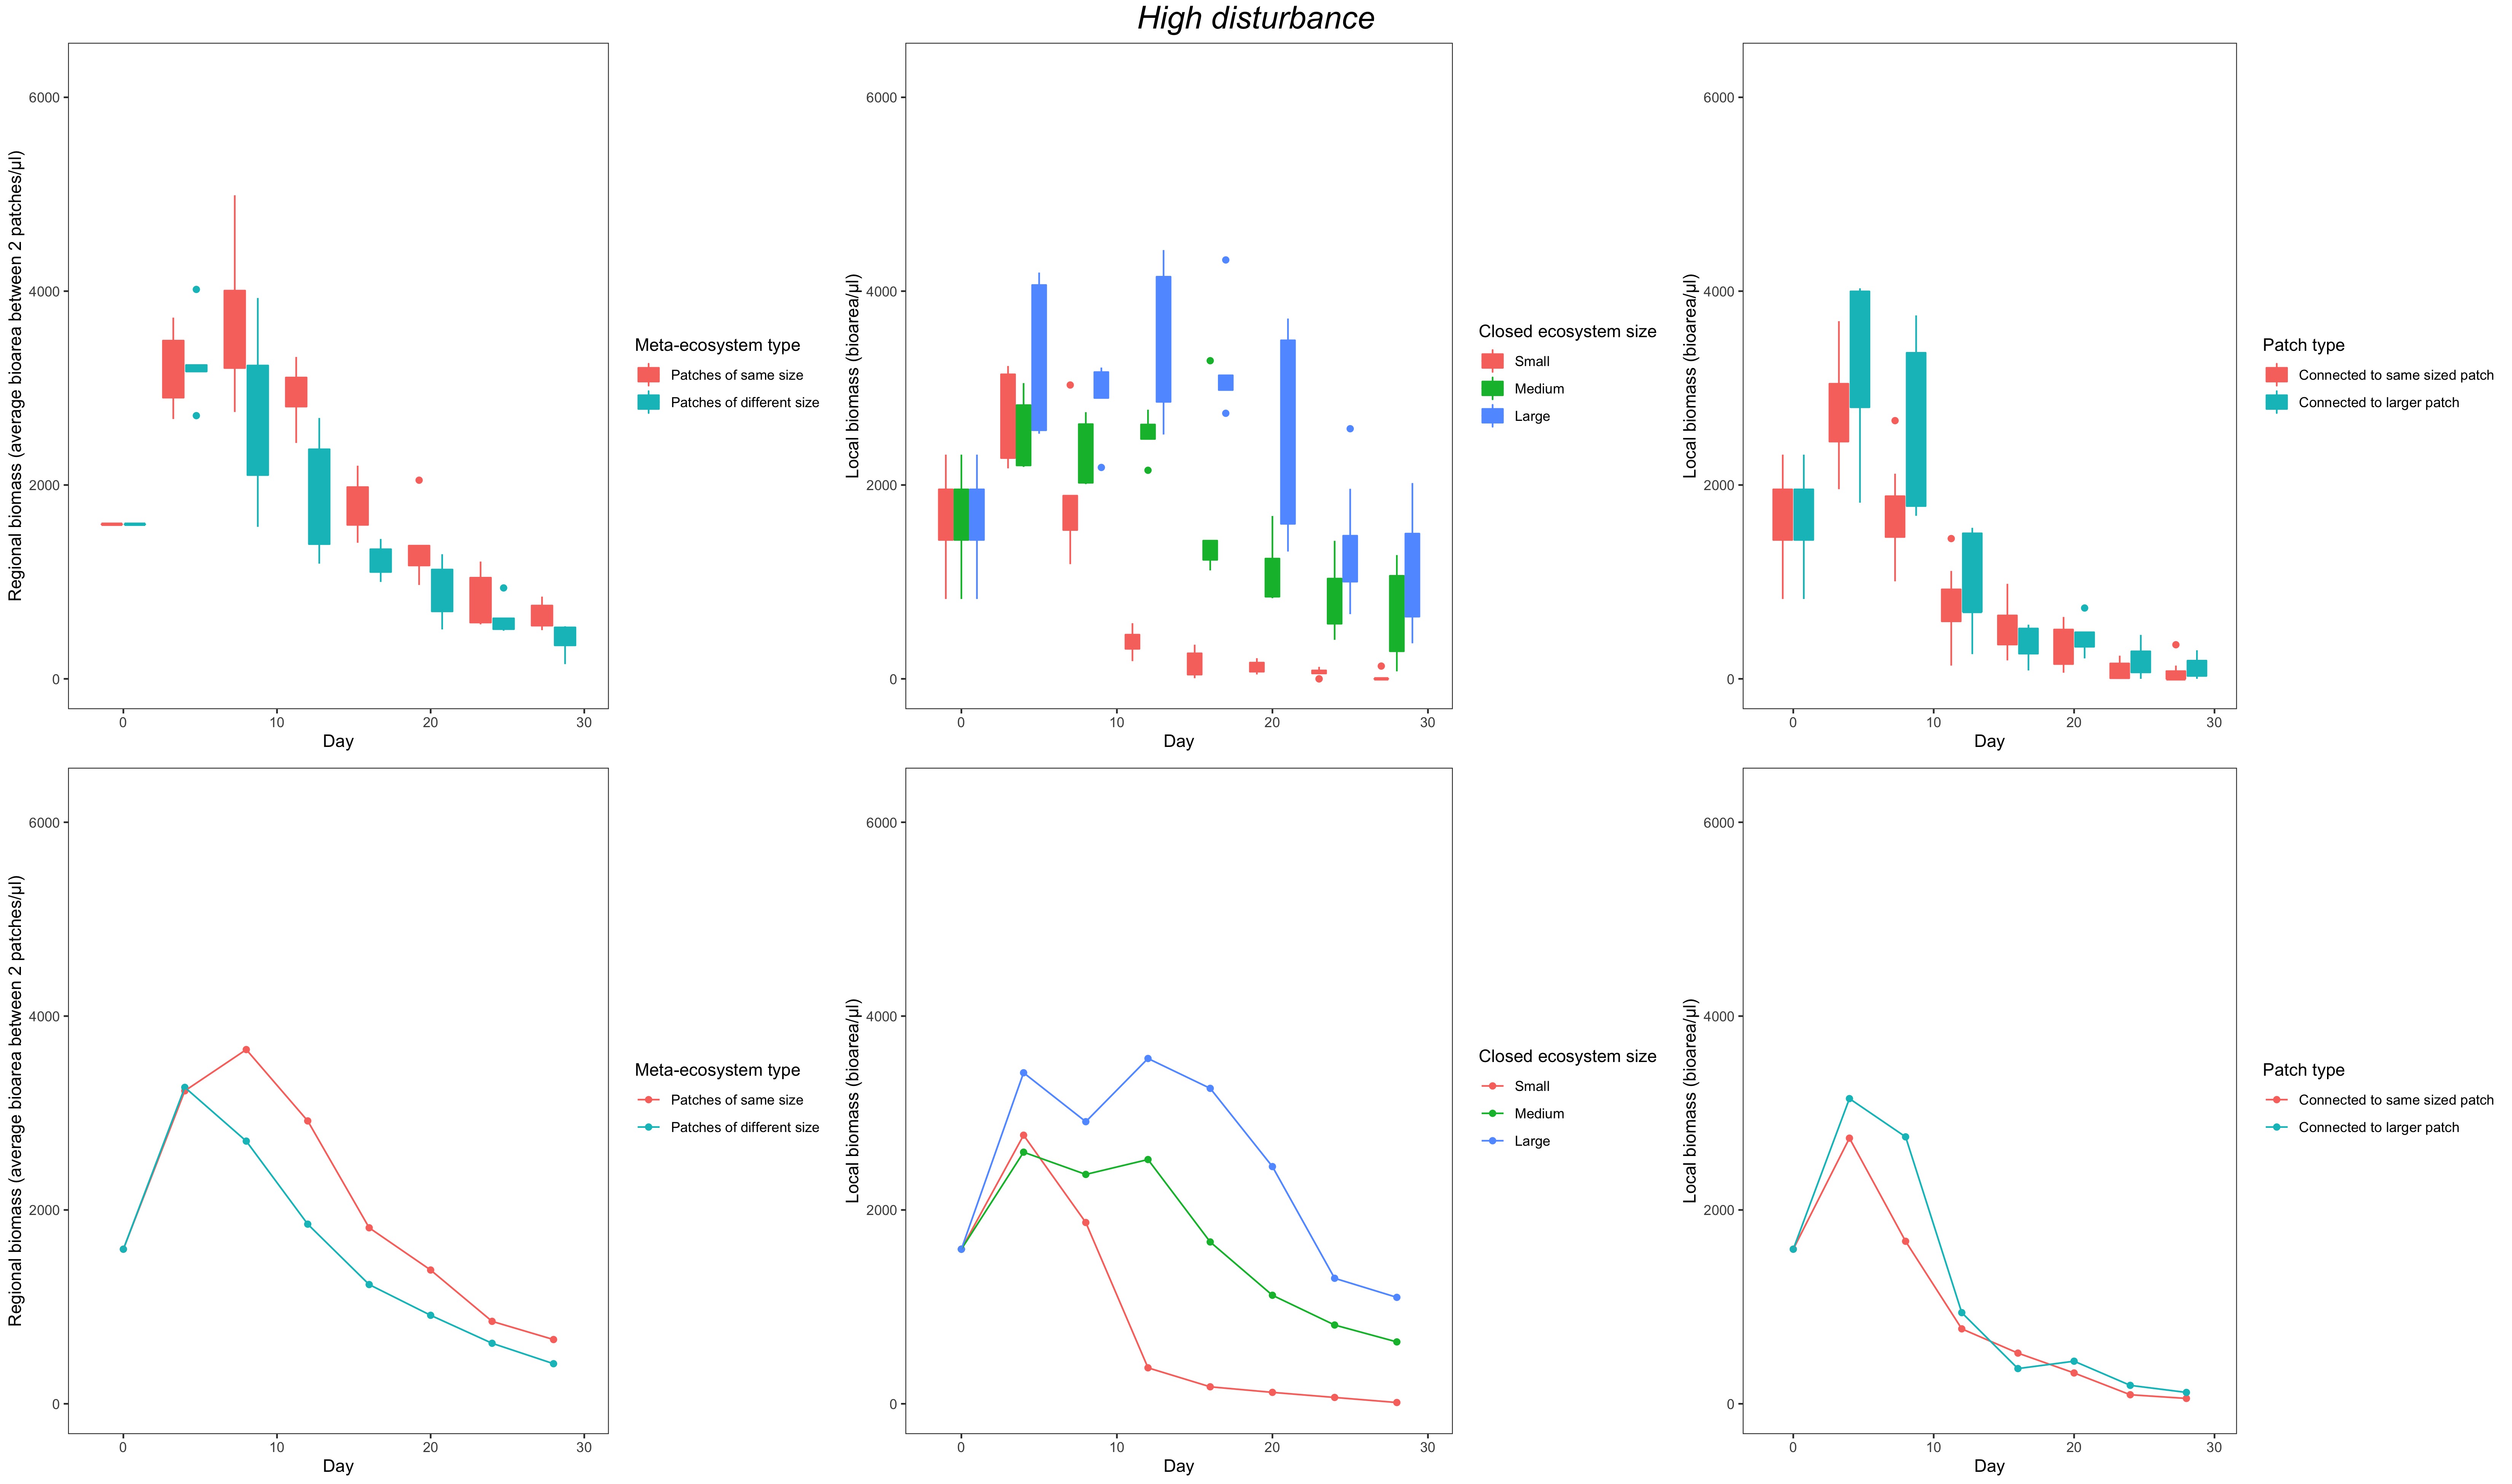 High disturbance
Regional biomass (average bioarea between 2 patches/µl)
6000
4000
2000
0
0 10 20 30
Day
Meta-ecosystem type
Patches of same size
Patches of different size
Local biomass (bioarea/µl)
6000
4000
2000
0
0 10 20 30
Day
Closed ecosystem size
Small
Medium
Large
Local biomass (bioarea/µl)
6000
4000
2000
0
0 10 20 30
Day
Patch type
Connected to same sized patch
Connected to larger patch
Regional biomass (average bioarea between 2 patches/µl)
6000
4000
2000
0
0 10 20 30
Day
Meta-ecosystem type
Patches of same size
Patches of different size
Local biomass (bioarea/µl)
6000
4000
2000
0
0 10 20 30
Day
Closed ecosystem size
Small
Medium
Large
Local biomass (bioarea/µl)
6000
4000
2000
0
0 10 20 30
Day
Patch type
Connected to same sized patch
Connected to larger patch